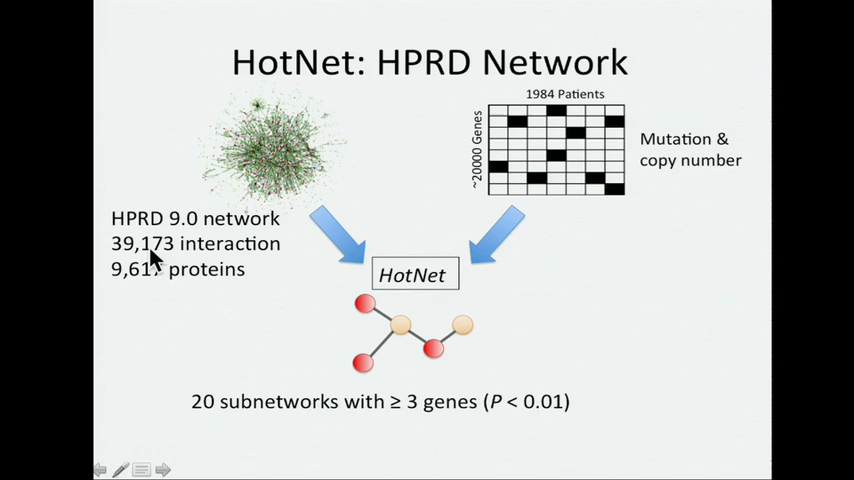 HotNet: HPRD Network
1984 Patients
~20000 Genes
Mutation &
copy number
HPRD 9.0 network
39,173 interaction
proteins
HotNet
20 subnetworks with ≥ 3 genes (P < 0.01)